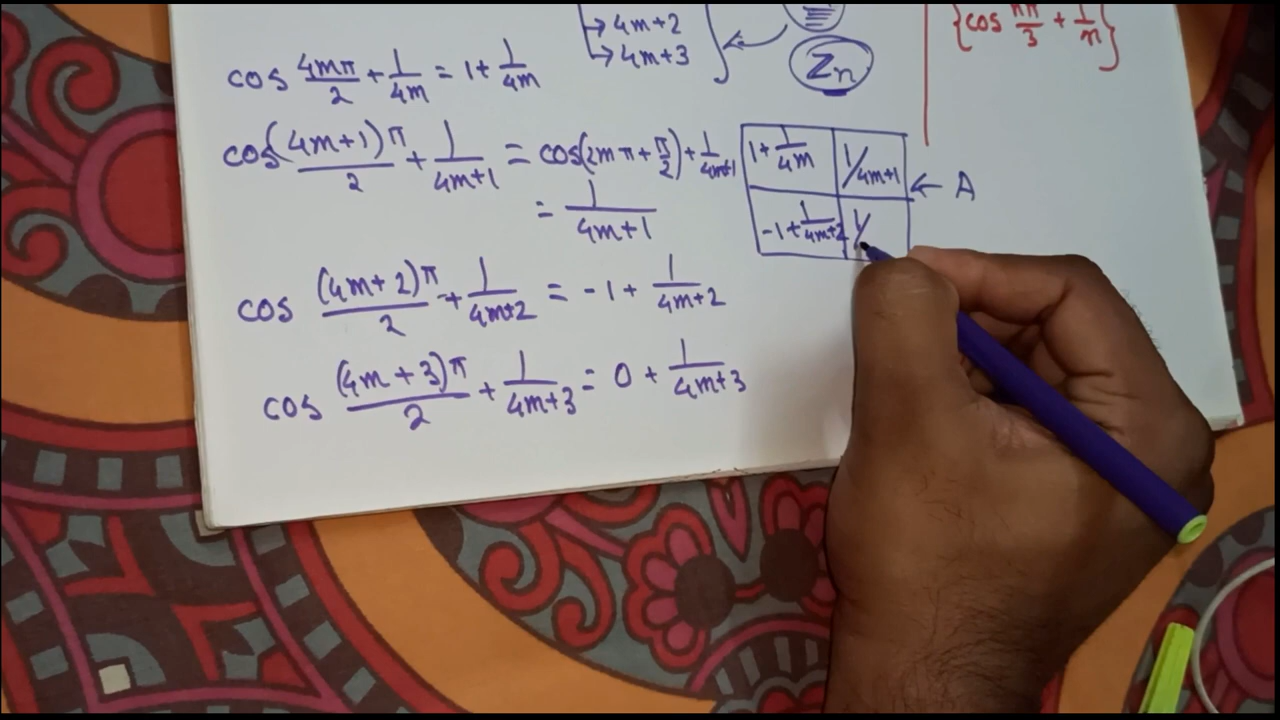 → 4m+2
→ 4m+3
Zn
{cos nπ/3 + 1/n}
cos 4mπ/2 + 1/4m = 1 + 1/4m
cos (4m+1)π/2 + 1/4m+1 = cos(2mπ + π/2) + 1/4m+1
= 1/4m+1
cos (4m+2)π/2 + 1/4m+2 = -1 + 1/4m+2
cos (4m+3)π/2 + 1/4m+3 = 0 + 1/4m+3
1 + 1/4m 1/4m+1 ← A
-1 + 1/4m+2 1/